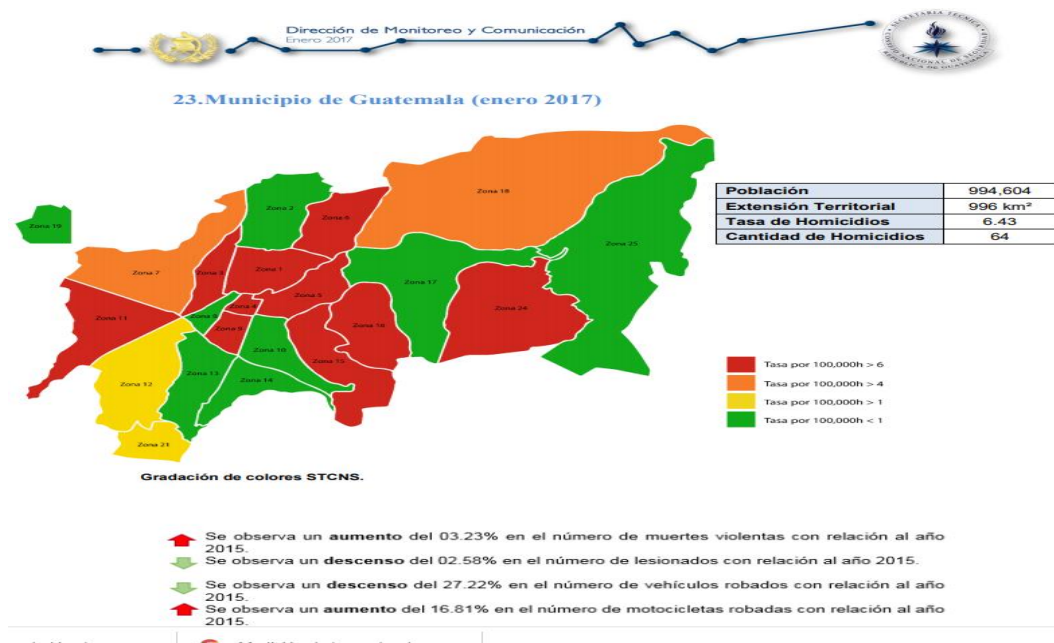 Dirección de Monitoreo y Comunicación
Enero 2017
SECRETARIA TECNICA
REPUBLICA DE GUATEMALA
23.Municipio de Guatemala (enero 2017)
Zona 18
Zona 2
Zona 6
Zona 19
Zona 25
Zona 7
Zona 3
Zona 1
Zona 17
Zona 5
Zona 24
Zona 11
Zona 8
Zona 4
Zona 9
Zona 16
Zona 10
Zona 15
Zona 12
Zona 13
Zona 14
Zona 21
Población 994,604
Extensión Territorial 996 km²
Tasa de Homicidios 6.43
Cantidad de Homicidios 64
Tasa por 100,000h > 6
Tasa por 100,000h > 4
Tasa por 100,000h > 1
Tasa por 100,000h < 1
Gradación de colores STCNS.
Se observa un aumento del 03.23% en el número de muertes violentas con relación al año
2015.
Se observa un descenso del 02.58% en el número de lesionados con relación al año 2015.
Se observa un descenso del 27.22% en el número de vehículos robados con relación al año
2015.
Se observa un aumento del 16.81% en el número de motocicletas robadas con relación al año
2015.